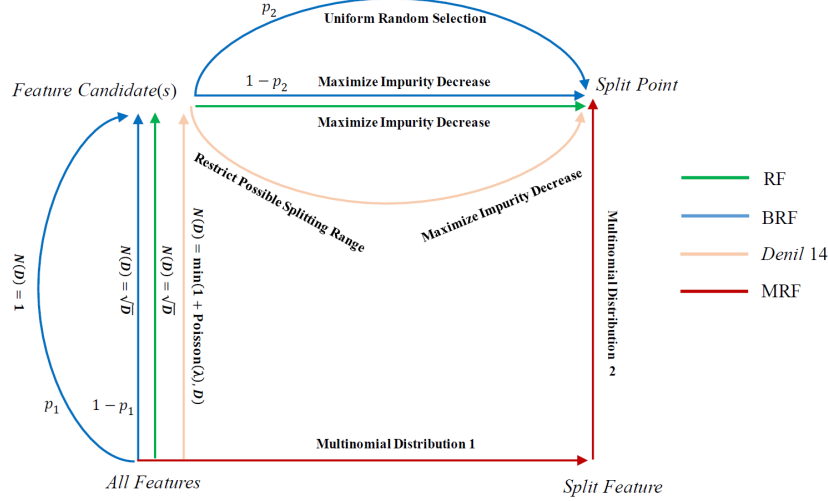 p₂
Uniform Random Selection
1 − p₂
Maximize Impurity Decrease
Feature Candidate(s)
Split Point
Maximize Impurity Decrease
Restrict Possible Splitting Range
Maximize Impurity Decrease
RF
BRF
Denil 14
MRF
N(D) = 1
N(D) = √D
N(D) = √D
N(D) = min(1 + Poisson(λ), D)
Multinomial Distribution 2
p₁
1 − p₁
Multinomial Distribution 1
All Features
Split Feature